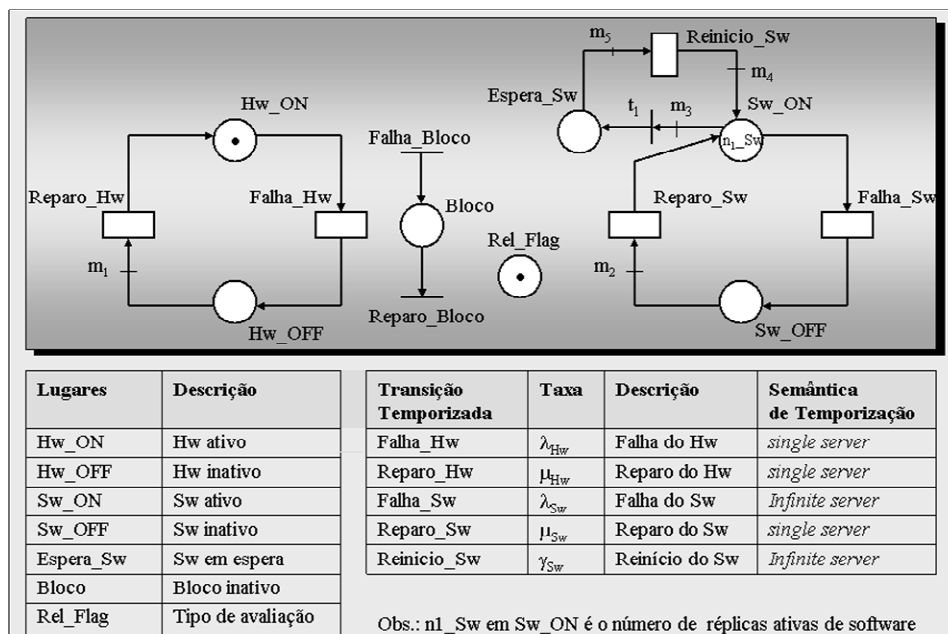 m5
Reinicio_Sw
m4
Espera_Sw
t1
m3
Sw_ON
n1_Sw
Hw_ON
Falha_Bloco
Reparo_Hw
Falha_Hw
Bloco
Reparo_Sw
Falha_Sw
Rel_Flag
m1
m2
Hw_OFF
Reparo_Bloco
Sw_OFF
Lugares Descrição
Hw_ON Hw ativo
Hw_OFF Hw inativo
Sw_ON Sw ativo
Sw_OFF Sw inativo
Espera_Sw Sw em espera
Bloco Bloco inativo
Rel_Flag Tipo de avaliação
Transição Temporizada Taxa Descrição Semântica de Temporização
Falha_Hw λHw Falha do Hw single server
Reparo_Hw μHw Reparo do Hw single server
Falha_Sw λSw Falha do Sw Infinite server
Reparo_Sw μSw Reparo do Sw single server
Reinicio_Sw γSw Reinício do Sw Infinite server
Obs.: n1_Sw em Sw_ON é o número de réplicas ativas de software